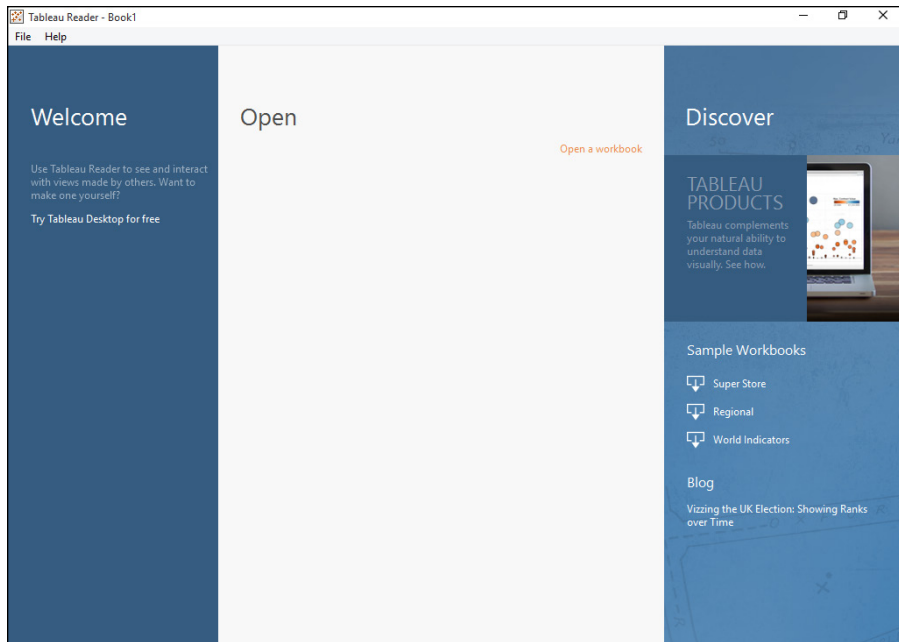 Tableau Reader - Book1
File Help
Welcome
Use Tableau Reader to see and interact
with views made by others. Want to
make one yourself?
Try Tableau Desktop for free
Open
Open a workbook
Discover
TABLEAU
PRODUCTS
Tableau complements
your natural ability to
understand data
visually. See how.
Sample Workbooks
Super Store
Regional
World Indicators
Blog
Vizzing the UK Election: Showing Ranks
over Time